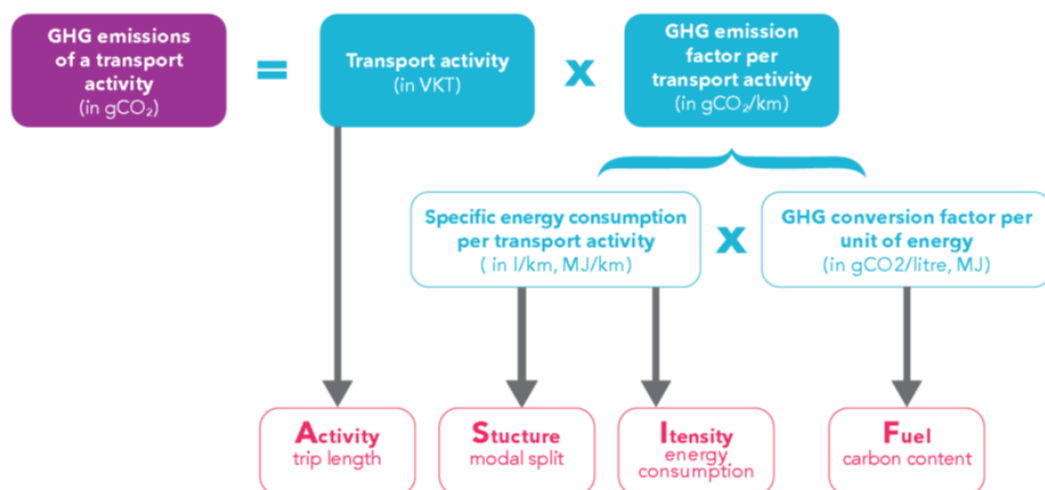 GHG emissions
of a transport
activity
(in gCO₂)
=
Transport activity
(in VKT)
x
GHG emission
factor per
transport activity
(in gCO₂/km)
Specific energy consumption
per transport activity
( in l/km, MJ/km)
x
GHG conversion factor per
unit of energy
(in gCO2/litre, MJ)
Activity
trip length
Stucture
modal split
Itensity
energy
consumption
Fuel
carbon content